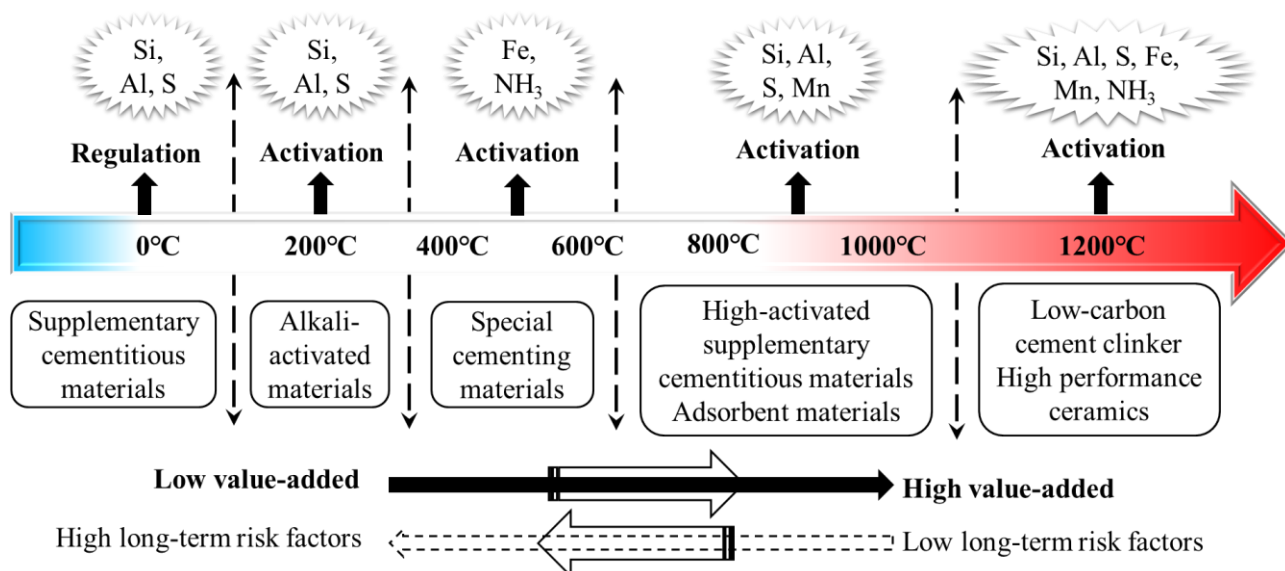 Si,
Al, S
Si,
Al, S
Fe,
NH₃
Si, Al,
S, Mn
Si, Al, S, Fe,
Mn, NH₃
Regulation
Activation
Activation
Activation
Activation
0℃
200℃
400℃
600℃
800℃
1000℃
1200℃
Supplementary
cementitious
materials
Alkali-
activated
materials
Special
cementing
materials
High-activated
supplementary
cementitious materials
Adsorbent materials
Low-carbon
cement clinker
High performance
ceramics
Low value-added
High value-added
High long-term risk factors
Low long-term risk factors